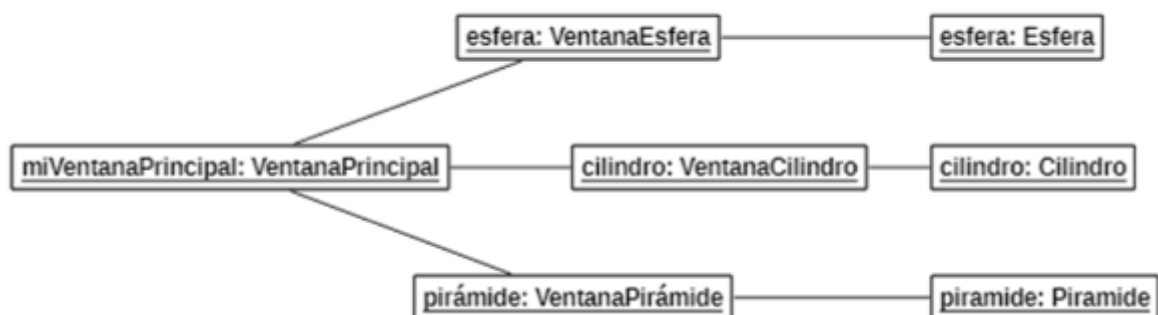 esfera: VentanaEsfera
esfera: Esfera
miVentanaPrincipal: VentanaPrincipal
cilindro: VentanaCilindro
cilindro: Cilindro
pirámide: VentanaPirámide
piramide: Piramide